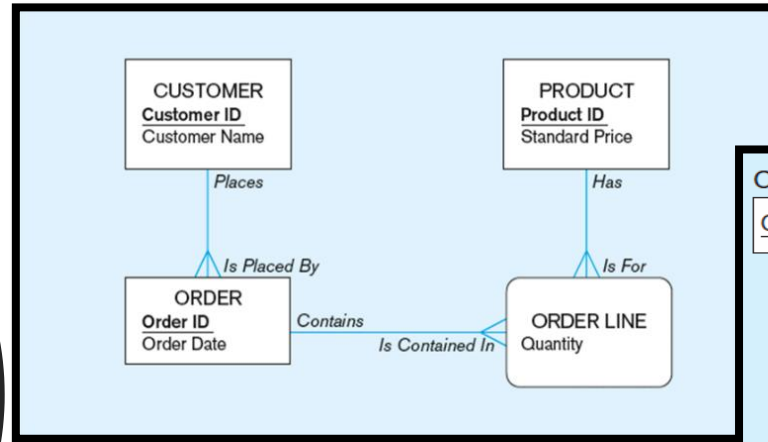 CUSTOMER
Customer ID
Customer Name
PRODUCT
Product ID
Standard Price
Places
Has
Is Placed By
Is For
ORDER
Order ID
Order Date
Contains
Is Contained In
ORDER LINE
Quantity